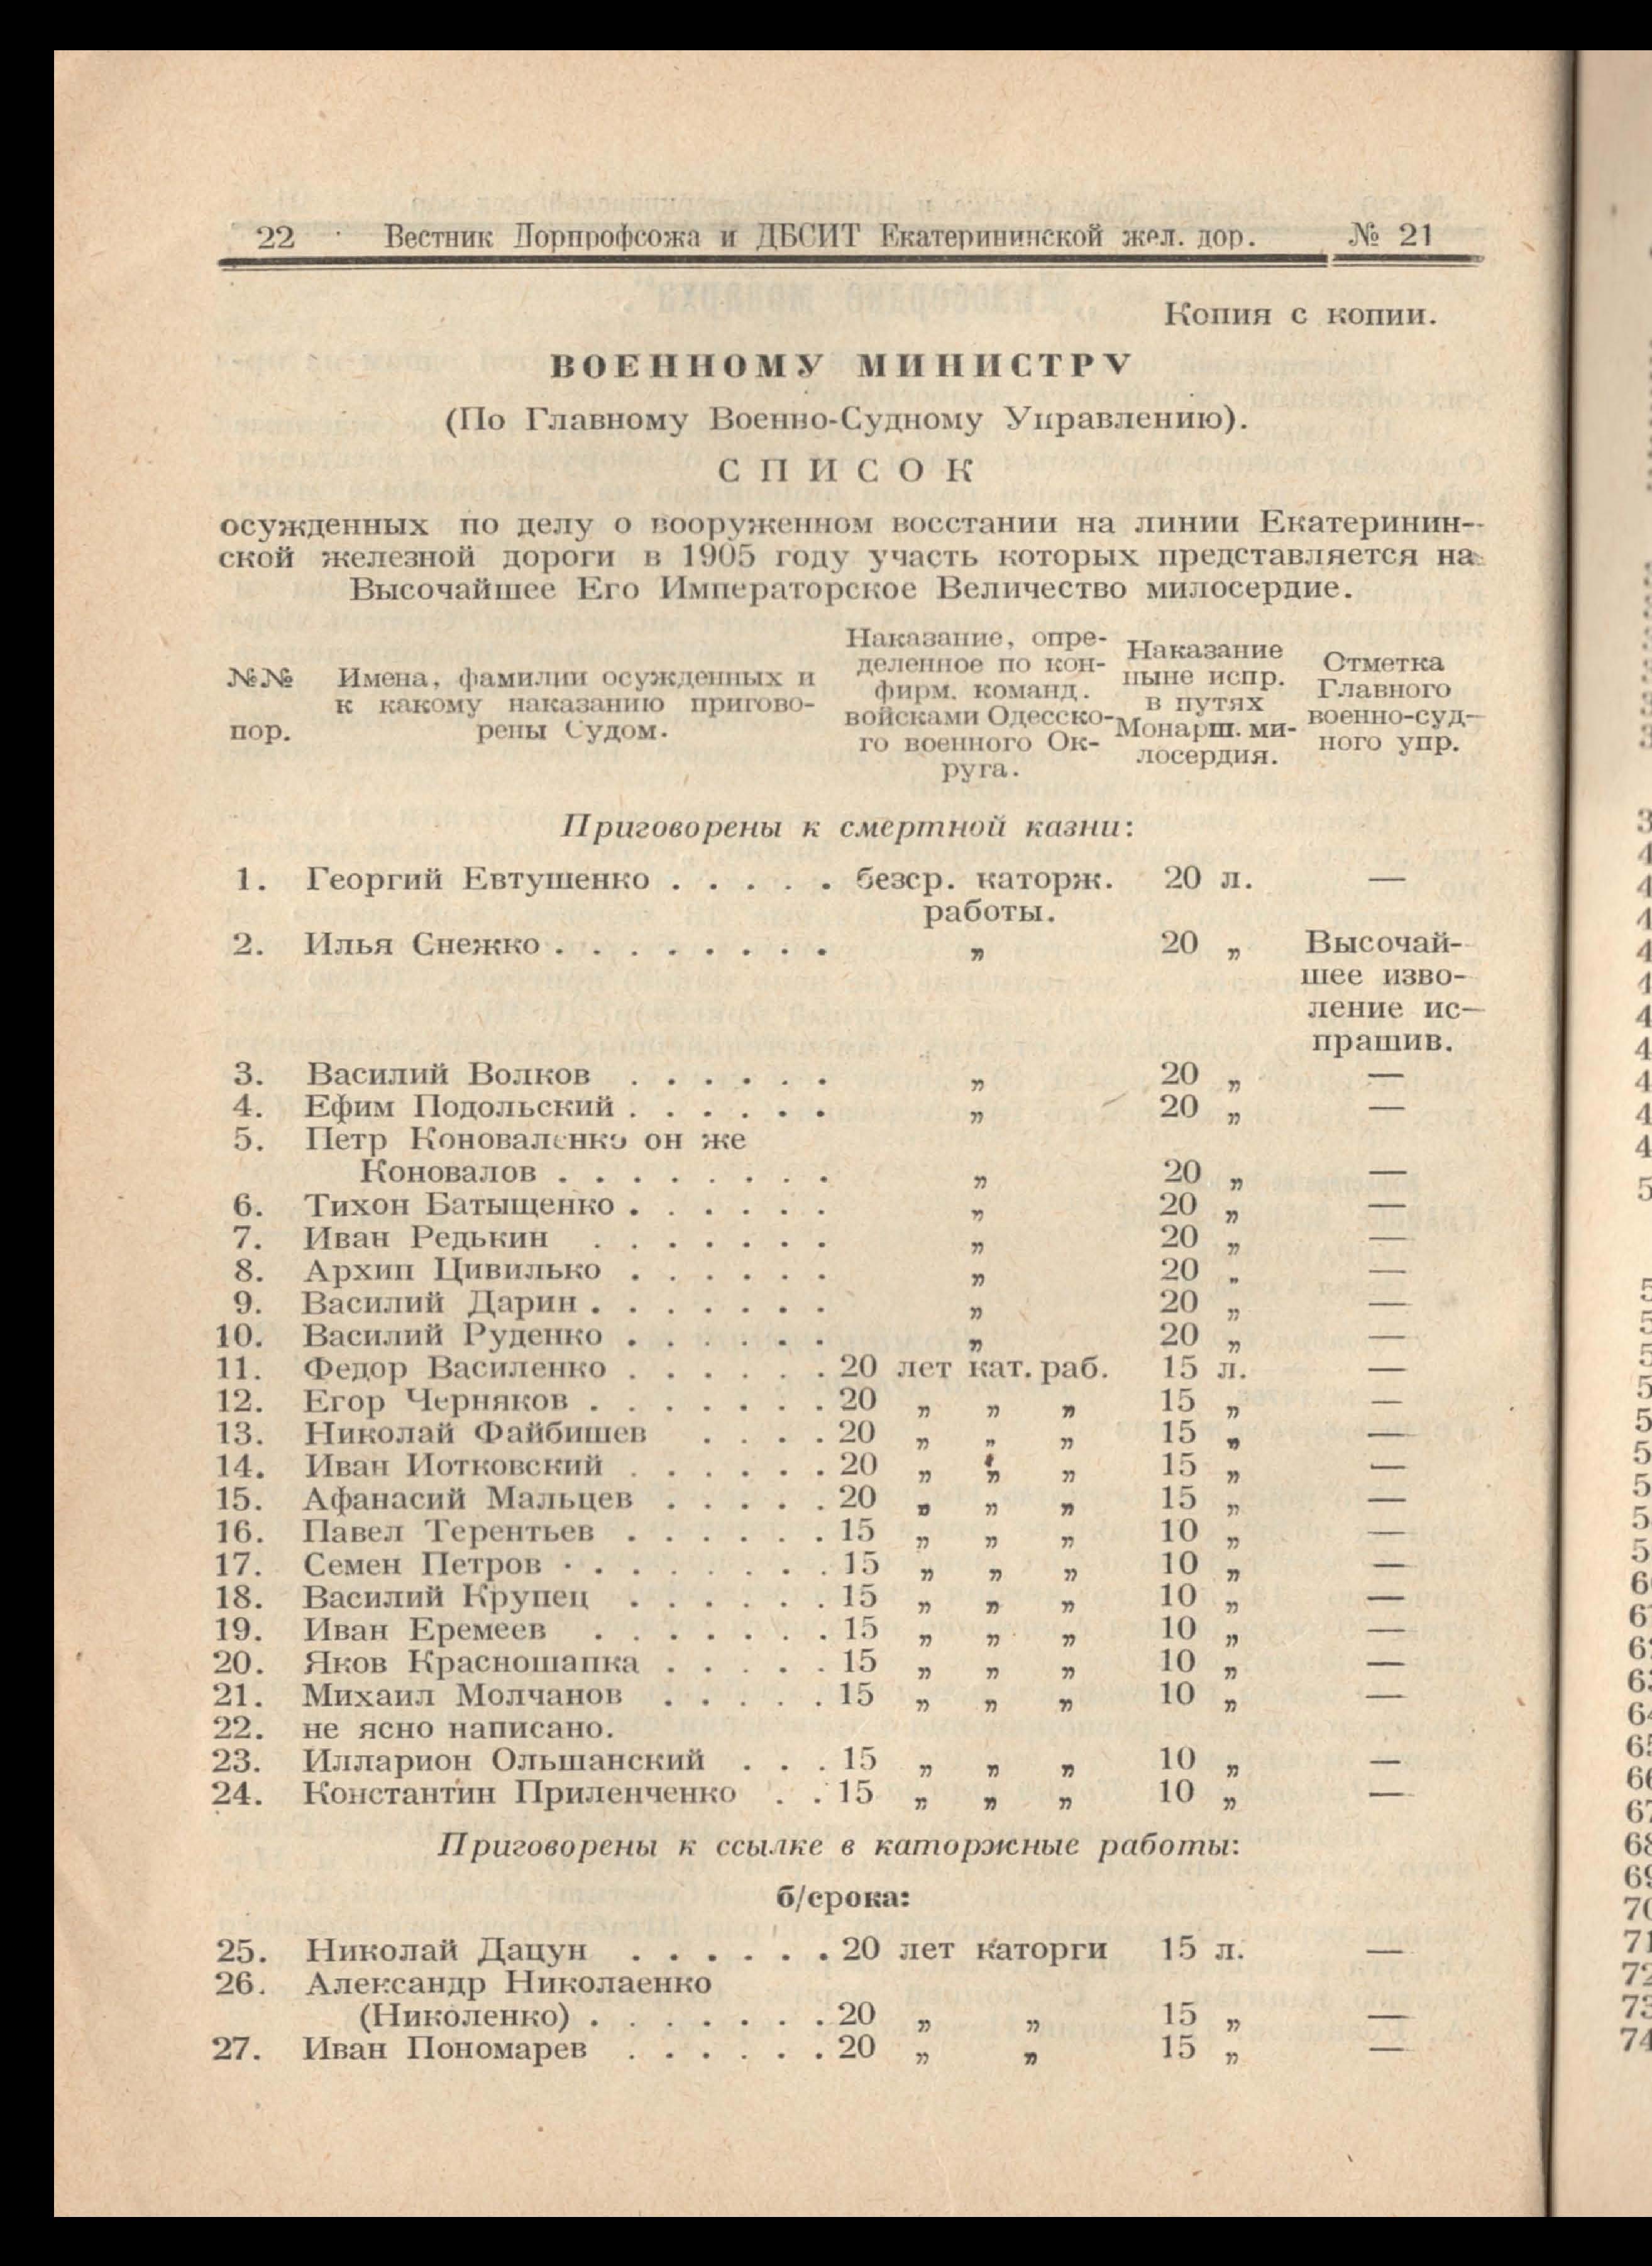 22 Вестник Дорпрофсожа и ДБСИТ Екатерининской жел. дор. № 21
Копия с копии.
ВОЕННОМУ МИНИСТРУ
(По Главному Военно-Судному Управлению).
СПИСОК
осужденных по делу о вооруженном восстании на линии Екатеринин-
ской железной дороги в 1905 году участь которых представляется на
Высочайшее Его Императорское Величество милосердие.
№№
пор.
Имена, фамилии осужденных и
к какому наказанию пригово-
рены Судом.
Наказание, опре-
деленное по кон-
фирм. команд.
войсками Одесско-
го военного Ок-
руга.
Наказание
ныне испр.
в путях
Монарш. ми-
лосердия.
Отметка
Главного
военно-суд-
ного упр.
Приговорены к смертной казни:
1. Георгий Евтушенко . . . . . безср. каторж. 20 л. —
работы.
2. Илья Снежко . . . . . . . . „ 20 „ Высочай-
шее изво-
ление ис-
прашив.
3. Василий Волков . . . . . . „ 20 „ —
4. Ефим Подольский . . . . . . „ 20 „ —
5. Петр Коноваленко он же
Коновалов . . . . . . . . „ 20 „ —
6. Тихон Батыщенко . . . . . . „ 20 „ —
7. Иван Редькин . . . . . . . „ 20 „ —
8. Архип Цивилько . . . . . . „ 20 „ —
9. Василий Дарин . . . . . . . „ 20 „ —
10. Василий Руденко . . . . . . „ 20 „ —
11. Федор Василенко . . . . . . 20 лет кат. раб. 15 л. —
12. Егор Черняков . . . . . . . 20 „ „ „ 15 „ —
13. Николай Файбишев . . . . 20 „ „ „ 15 „ —
14. Иван Иотковский . . . . . . 20 „ „ „ 15 „ —
15. Афанасий Мальцев . . . . . 20 „ „ „ 15 „ —
16. Павел Терентьев . . . . . . 15 „ „ „ 10 „ —
17. Семен Петров . . . . . . . . 15 „ „ „ 10 „ —
18. Василий Крупец . . . . . . 15 „ „ „ 10 „ —
19. Иван Еремеев . . . . . . . 15 „ „ „ 10 „ —
20. Яков Красношапка . . . . . 15 „ „ „ 10 „ —
21. Михаил Молчанов . . . . . 15 „ „ „ 10 „ —
22. не ясно написано.
23. Илларион Ольшанский . . . 15 „ „ „ 10 „ —
24. Константин Приленченко . . 15 „ „ „ 10 „ —
Приговорены к ссылке в каторжные работы:
б/срока:
25. Николай Дацун . . . . . . 20 лет каторги 15 л. —
26. Александр Николаенко
(Николенко) . . . . . . . 20 „ „ 15 „ —
27. Иван Пономарев . . . . . . 20 „ „ 15 „ —